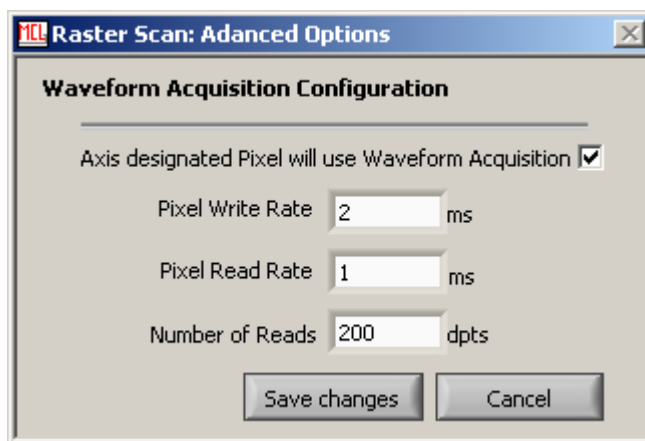 MCL Raster Scan: Adanced Options
Waveform Acquisition Configuration
Axis designated Pixel will use Waveform Acquisition
Pixel Write Rate 2 ms
Pixel Read Rate 1 ms
Number of Reads 200 dpts
Save changes Cancel